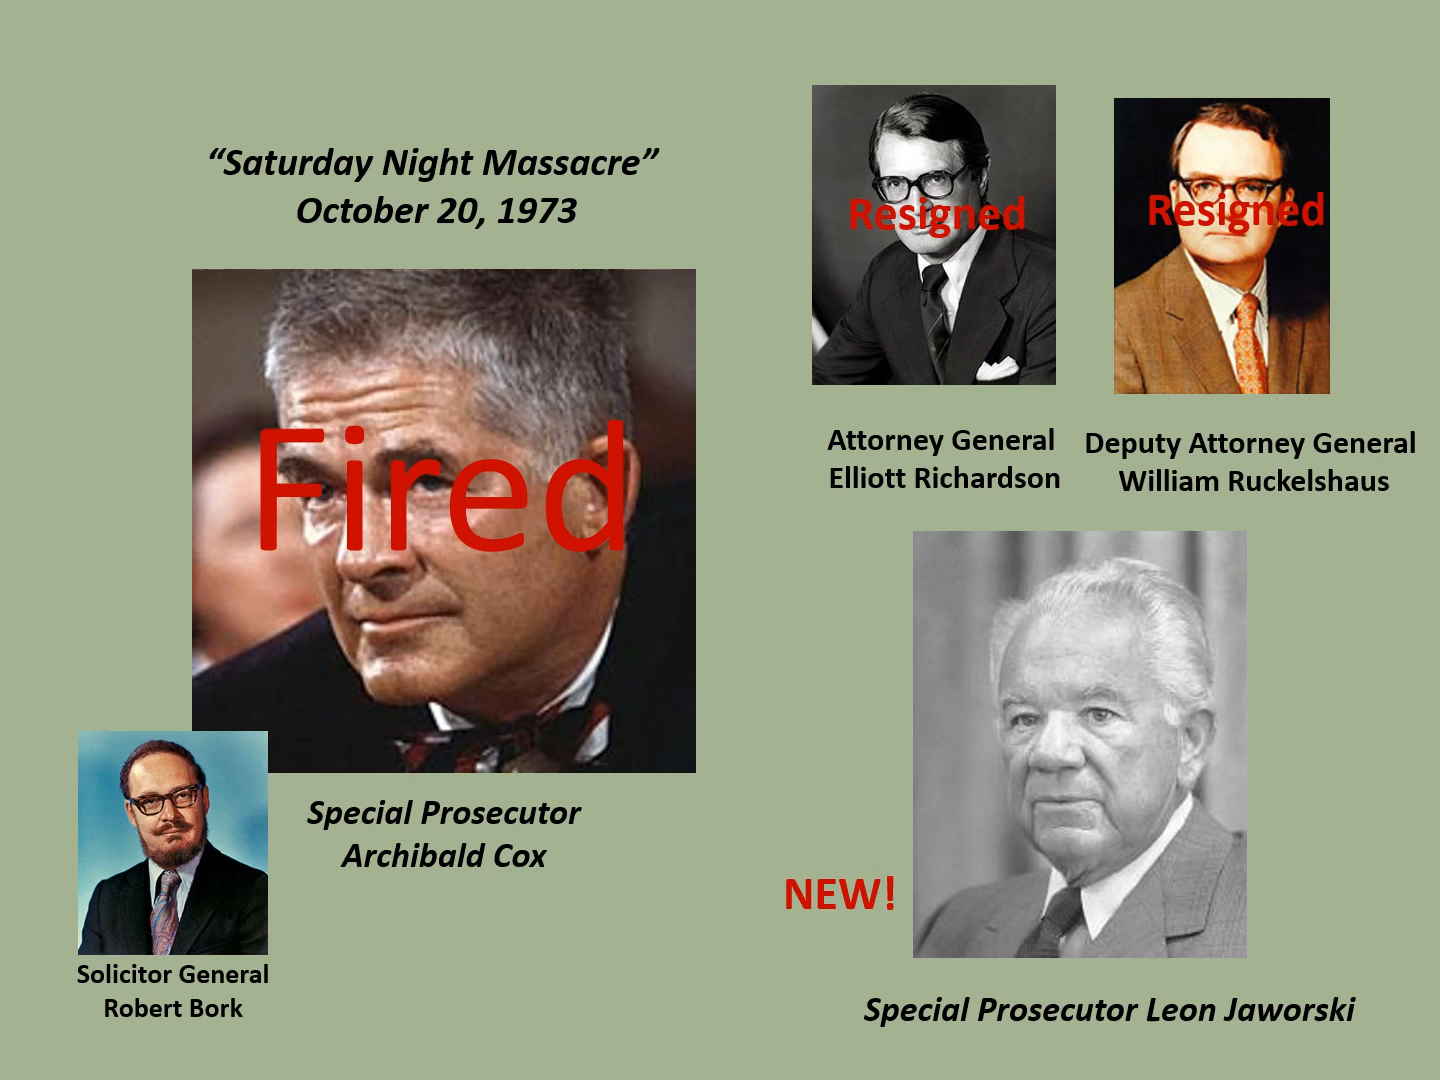 “Saturday Night Massacre”
October 20, 1973
Fired
Special Prosecutor
Archibald Cox
Solicitor General
Robert Bork
Resigned
Attorney General
Elliott Richardson
Resigned
Deputy Attorney General
William Ruckelshaus
NEW!
Special Prosecutor Leon Jaworski